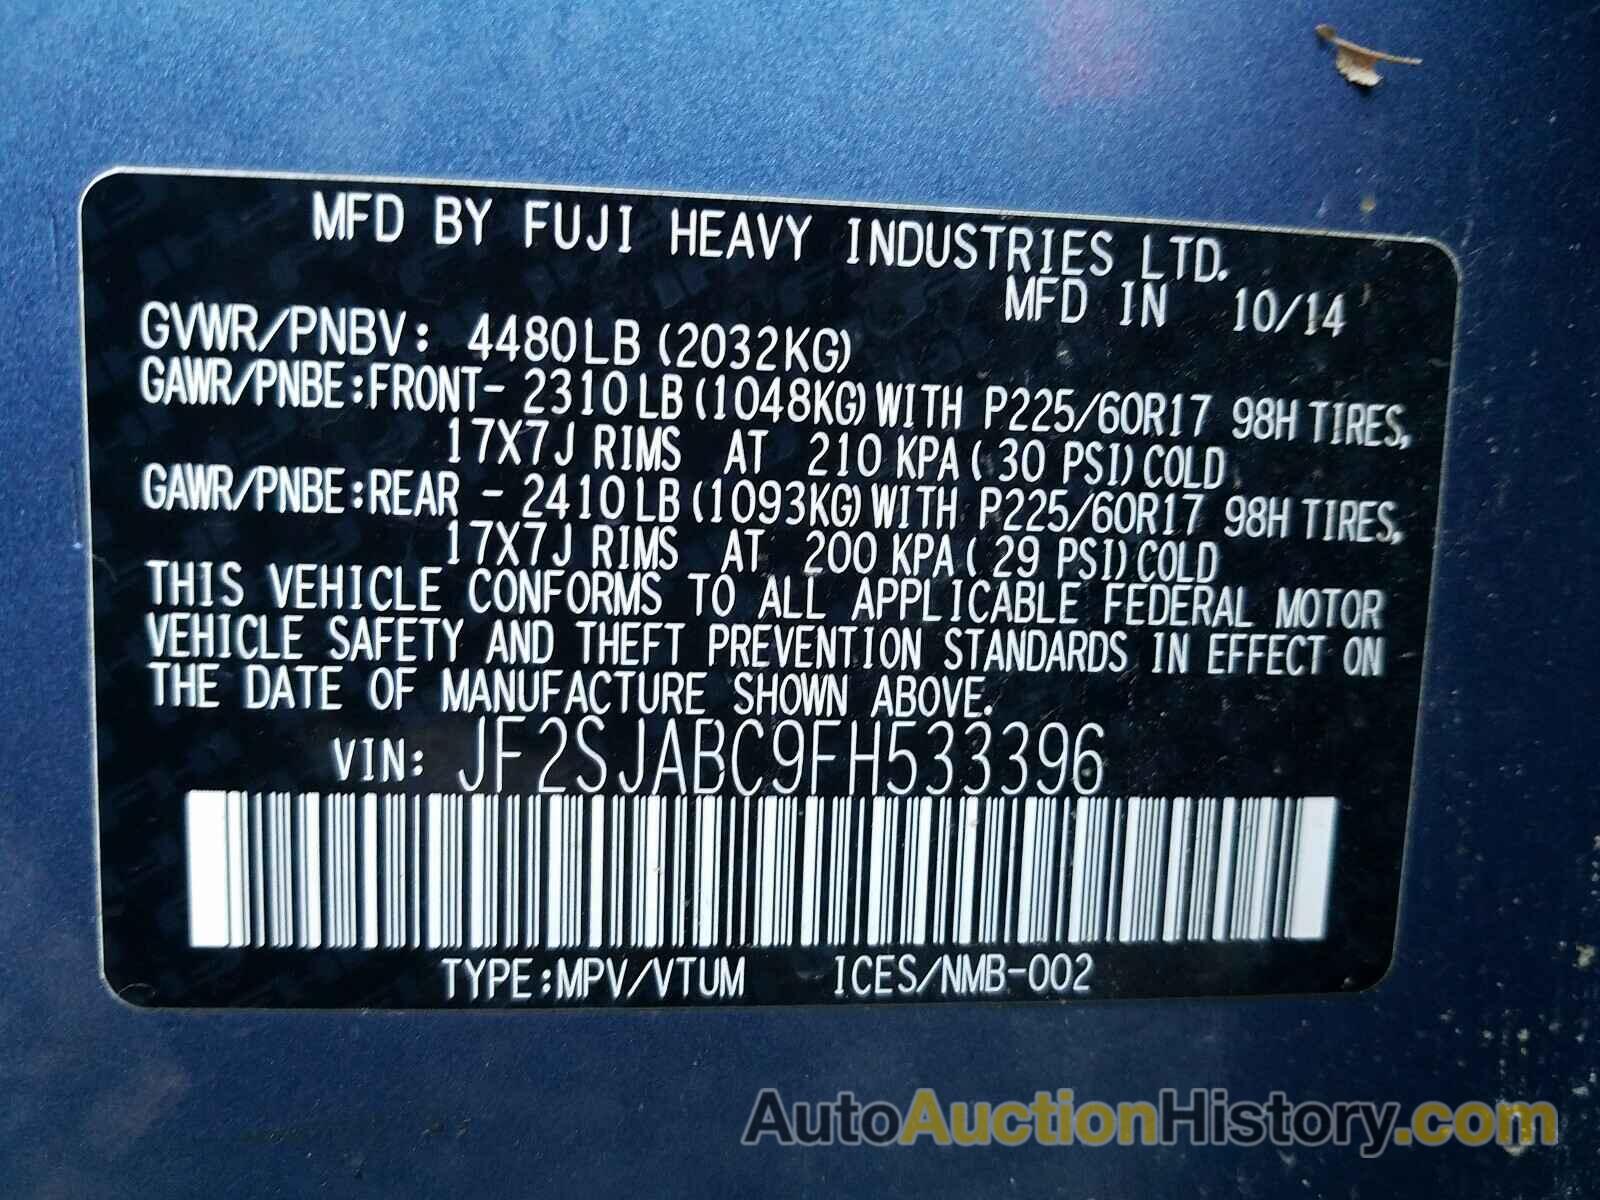 MFD BY FUJI HEAVY INDUSTRIES LTD.
MFD IN 10/14
GVWR/PNBV: 4480LB (2032KG)
GAWR/PNBE:FRONT- 2310LB(1048KG)WITH P225/60R17 98H TIRES,
17X7J RIMS AT 210 KPA( 30 PSI)COLD
GAWR/PNBE:REAR - 2410LB(1093KG)WITH P225/60R17 98H TIRES,
17X7J RIMS AT 200 KPA( 29 PSI)COLD
THIS VEHICLE CONFORMS TO ALL APPLICABLE FEDERAL MOTOR
VEHICLE SAFETY AND THEFT PREVENTION STANDARDS IN EFFECT ON
THE DATE OF MANUFACTURE SHOWN ABOVE.
VIN: JF2SJABC9FH533396
TYPE:MPV/VTUM ICES/NMB-002
AutoAuctionHistory.com